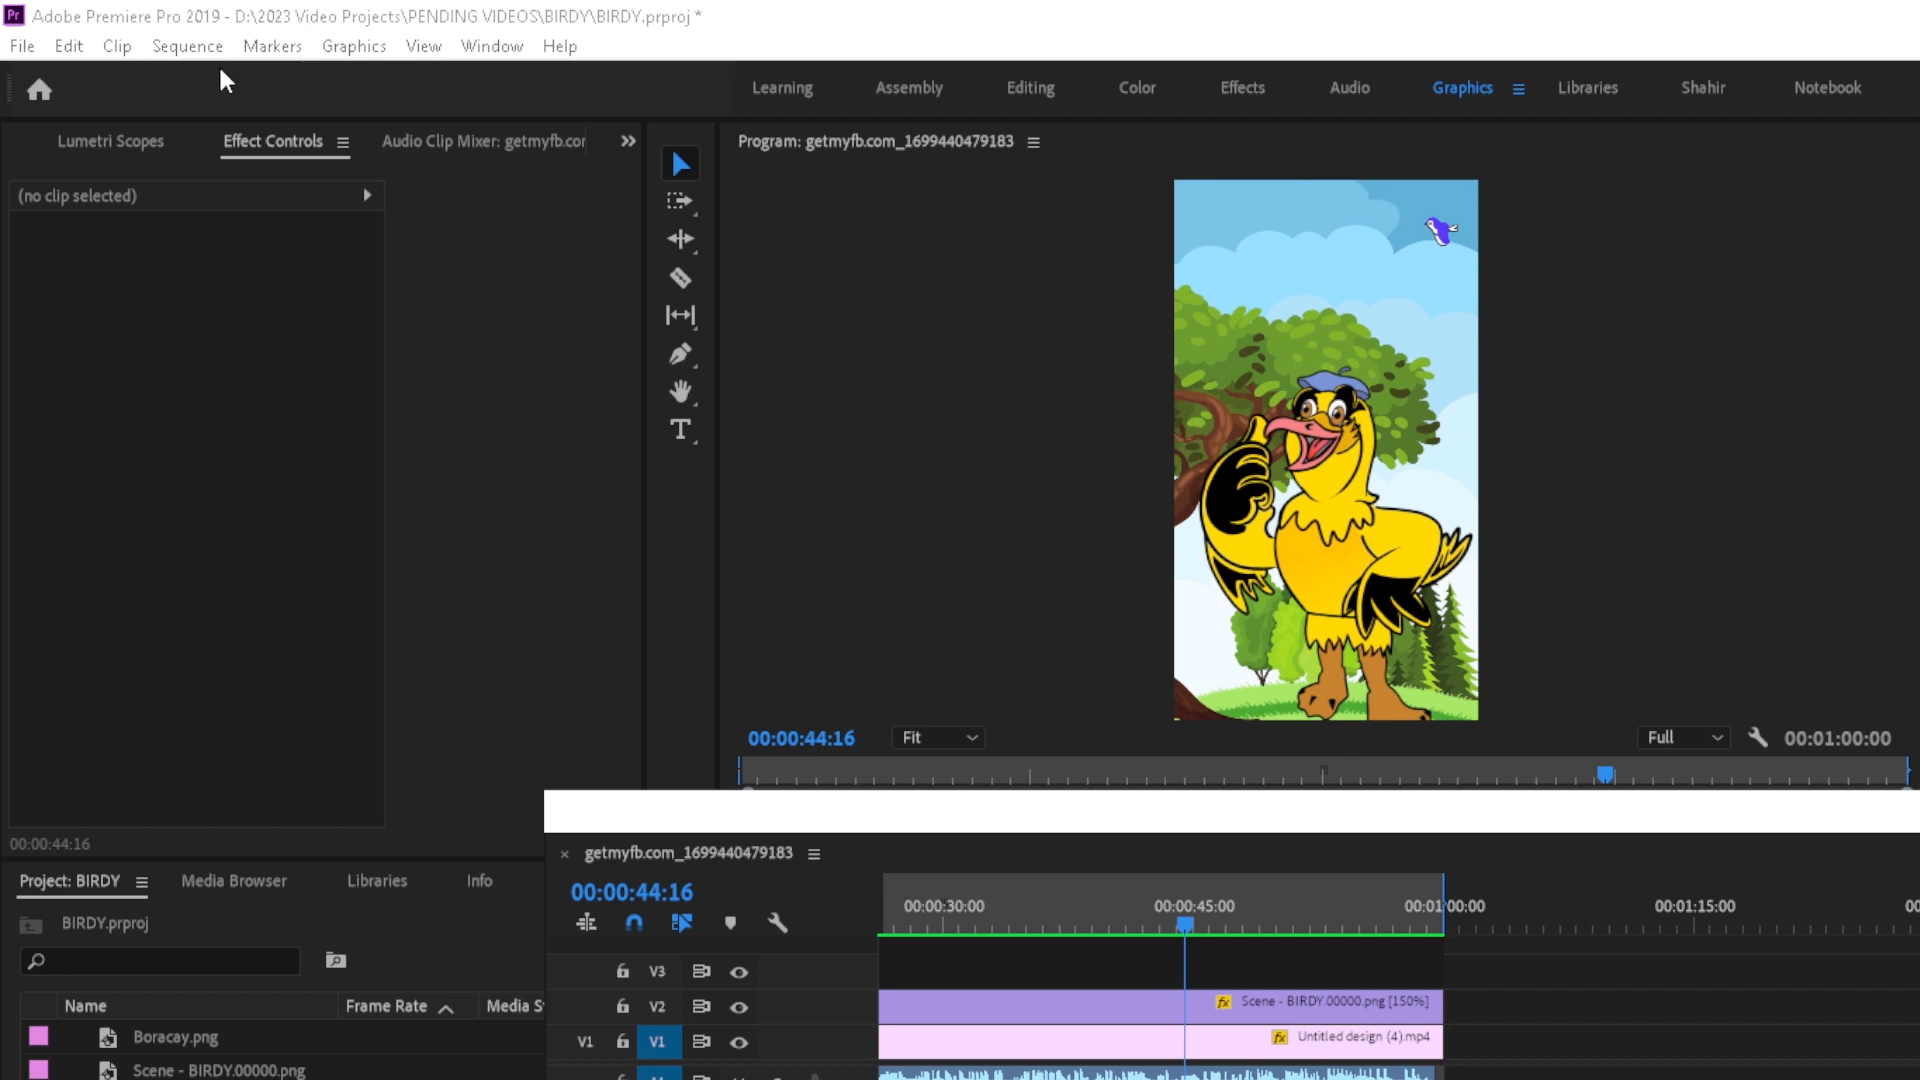 Pr Adobe Premiere Pro 2019 - D:\2023 Video Projects\PENDING VIDEOS\BIRDY\BIRDY.prproj *
File Edit Clip Sequence Markers Graphics View Window Help
Learning Assembly Editing Color Effects Audio Graphics Libraries Shahir Notebook
Lumetri Scopes Effect Controls Audio Clip Mixer: getmyfb.cor
Program: getmyfb.com_1699440479183
(no clip selected)
00:00:44:16 Fit Full 00:01:00:00
00:00:44:16
getmyfb.com_1699440479183
Project: BIRDY Media Browser Libraries Info
00:00:44:16
00:00:30:00 00:00:45:00 00:01:00:00 00:01:15:00 00
BIRDY.prproj
V3
Name Frame Rate Media S
V2 fx Scene - BIRDY.00000.png [150%]
Boracay.png
V1 V1 fx Untitled design (4).mp4
Scene - BIRDY.00000.png